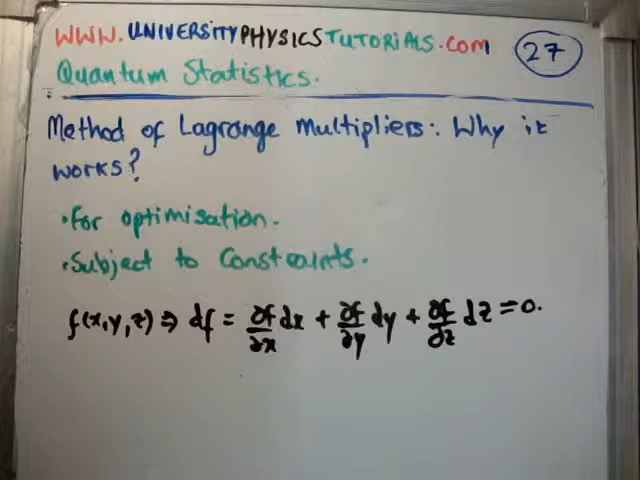 WWW.UNIVERSITYPHYSICSTUTORIALS.COM
27
Quantum Statistics.
Method of Lagrange Multipliers: Why it
works?
• For optimisation.
• Subject to Constraints.
f(x,y,z) ⇒ df = ∂f/∂x dx + ∂f/∂y dy + ∂f/∂z dz = 0.